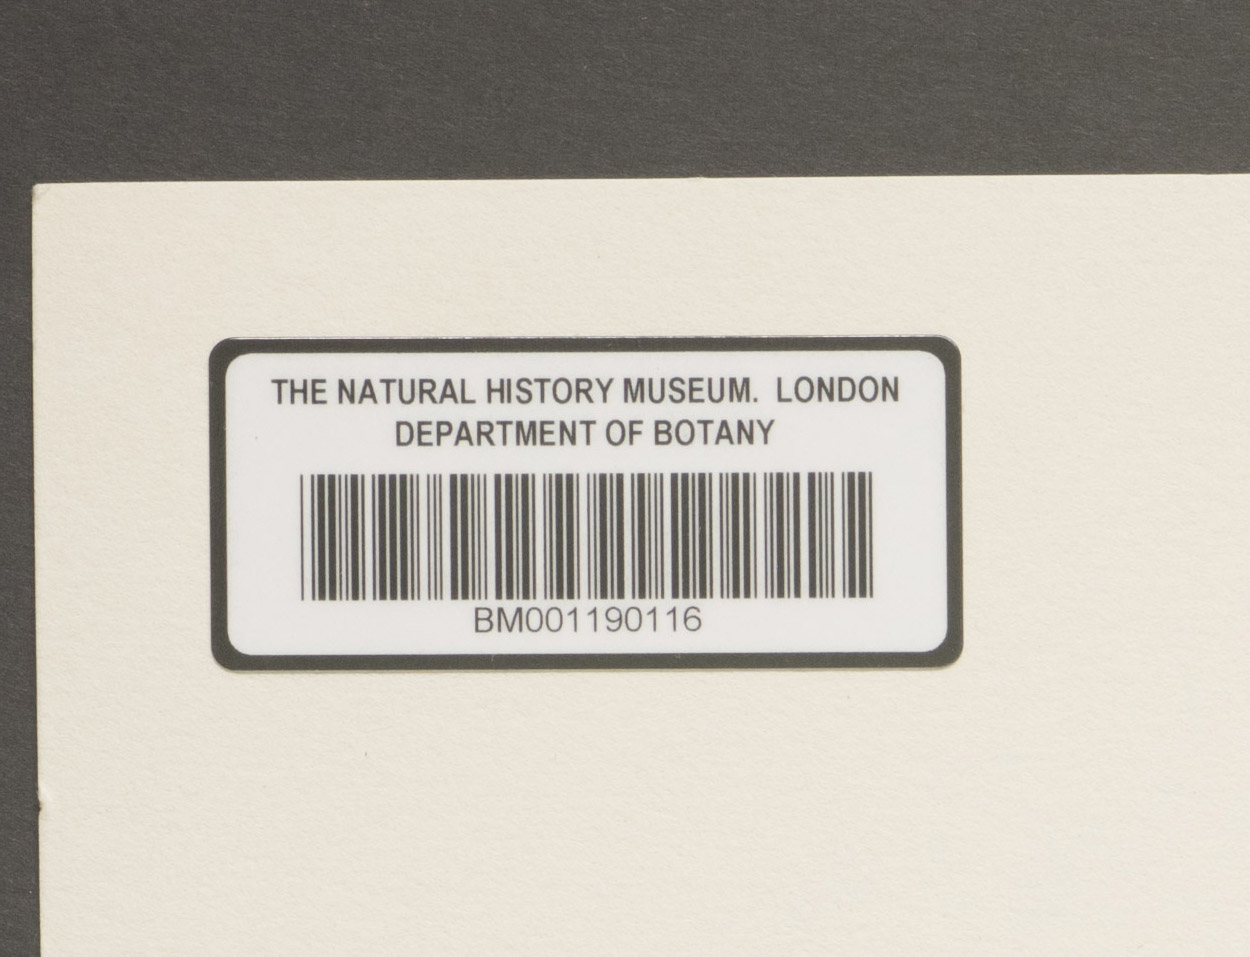 THE NATURAL HISTORY MUSEUM. LONDON
DEPARTMENT OF BOTANY
BM001190116